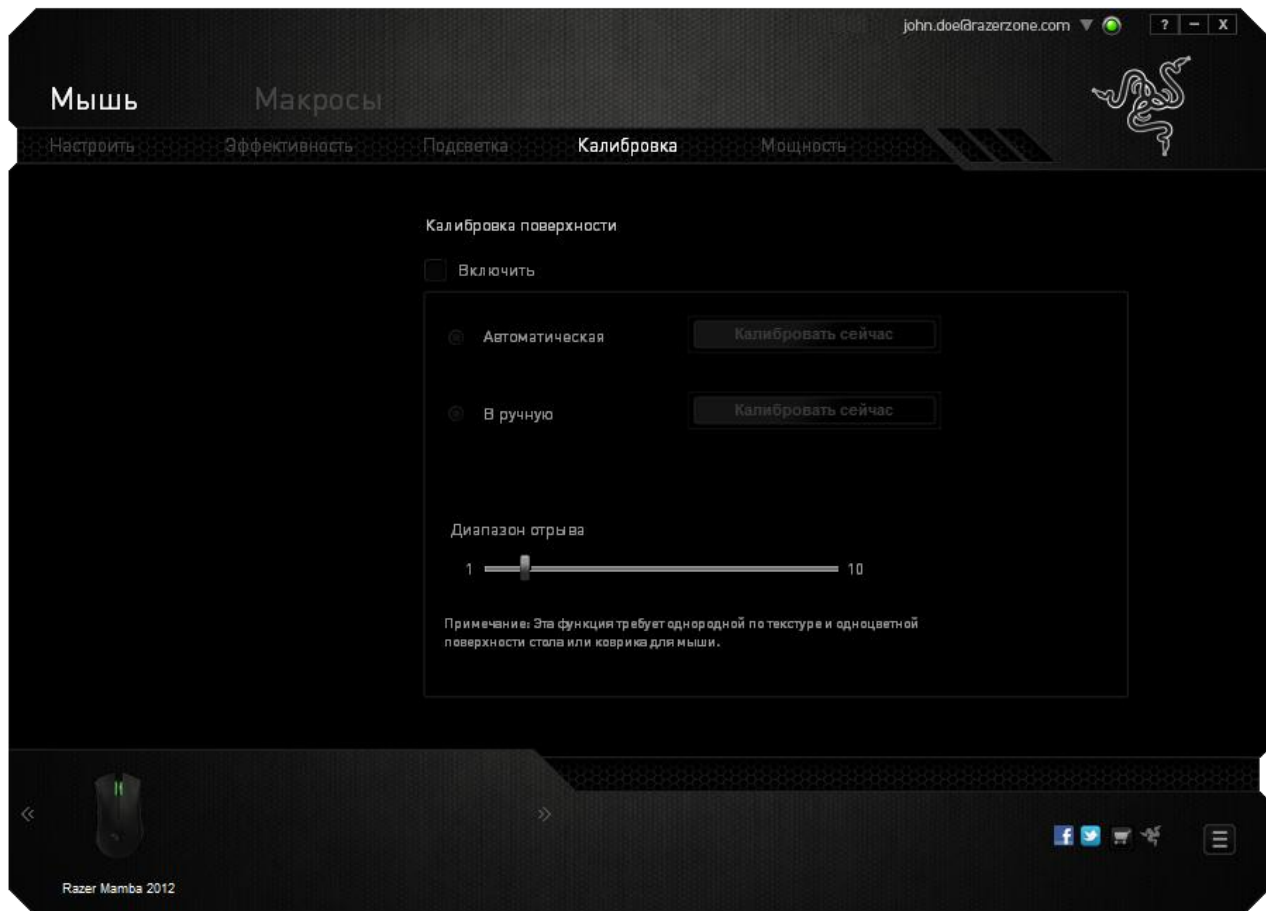 john.doe@razerzone.com
? – X
Мышь Макросы
Настроить Эффективность Подсветка Калибровка Мощность
Калибровка поверхности
Включить
Автоматическая Калибровать сейчас
В ручную Калибровать сейчас
Диапазон отрыва
1 10
Примечание: Эта функция требует однородной по текстуре и одноцветной
поверхности стола или коврика для мыши.
Razer Mamba 2012